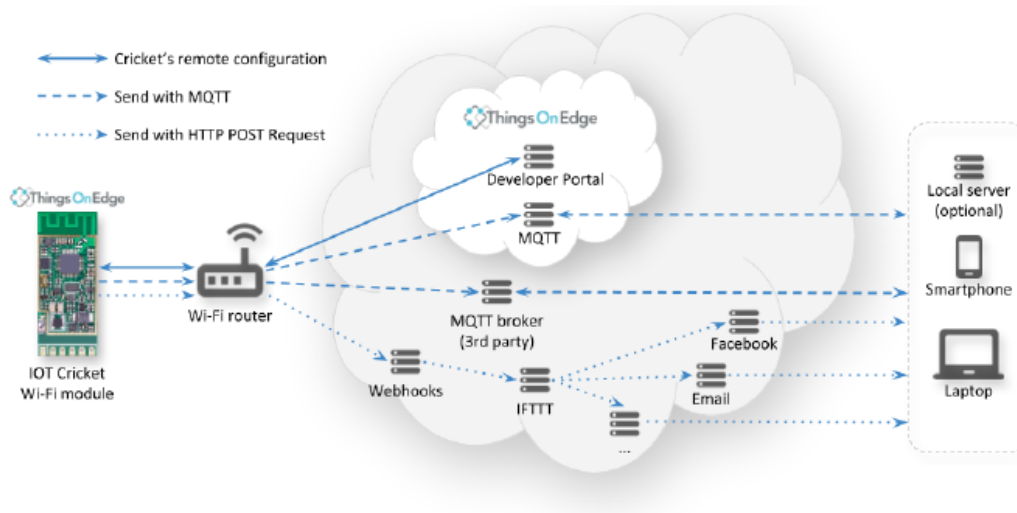 Cricket's remote configuration
Send with MQTT
Send with HTTP POST Request
ThingsOnEdge
Developer Portal
MQTT
ThingsOnEdge
IOT Cricket
Wi-Fi module
Wi-Fi router
MQTT broker
(3rd party)
Webhooks
IFTTT
Facebook
Email
...
Local server
(optional)
Smartphone
Laptop